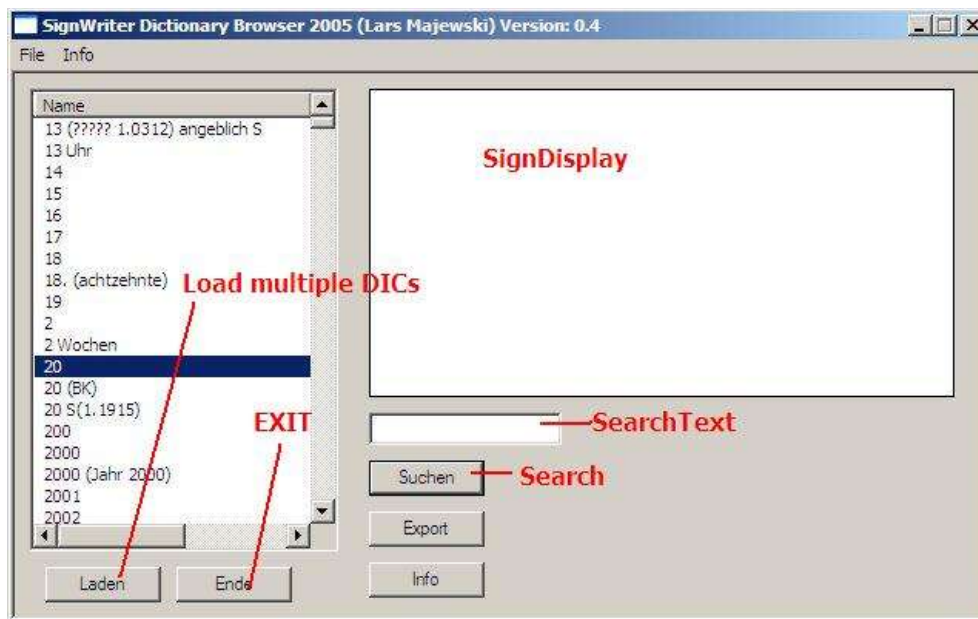 SignWriter Dictionary Browser 2005 (Lars Majewski) Version: 0.4
File Info
Name
13 (????? 1.0312) angeblich S
13 Uhr
14
15
16
17
18
18. (achtzehnte)
19
2
2 Wochen
20
20 (BK)
20 S(1.1915)
200
2000
2000 (Jahr 2000)
2001
2002
Load multiple DICs
EXIT
Laden
Ende
SignDisplay
SearchText
Suchen
Search
Export
Info